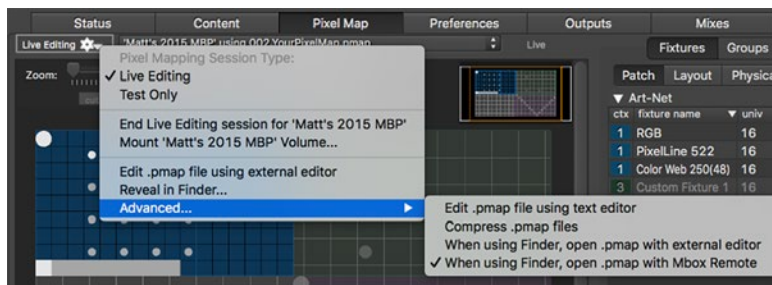 Status Content Pixel Map Preferences Outputs Mixes
Live Editing 'Matt's 2015 MBP' using 002.YourPixelMap.pmap Live Fixtures Groups
Zoom: Patch Layout Physica
Pixel Mapping Session Type:
✓ Live Editing
Test Only
End Live Editing session for 'Matt's 2015 MBP'
Mount 'Matt's 2015 MBP' Volume...
Edit .pmap file using external editor
Reveal in Finder...
Advanced...
Edit .pmap file using text editor
Compress .pmap files
When using Finder, open .pmap with external editor
✓ When using Finder, open .pmap with Mbox Remote
▼ Art-Net
ctx fixture name ▼ univ
1 RGB 16
1 PixelLine 522 16
1 Color Web 250(48) 16
3 Custom Fixture 1 16